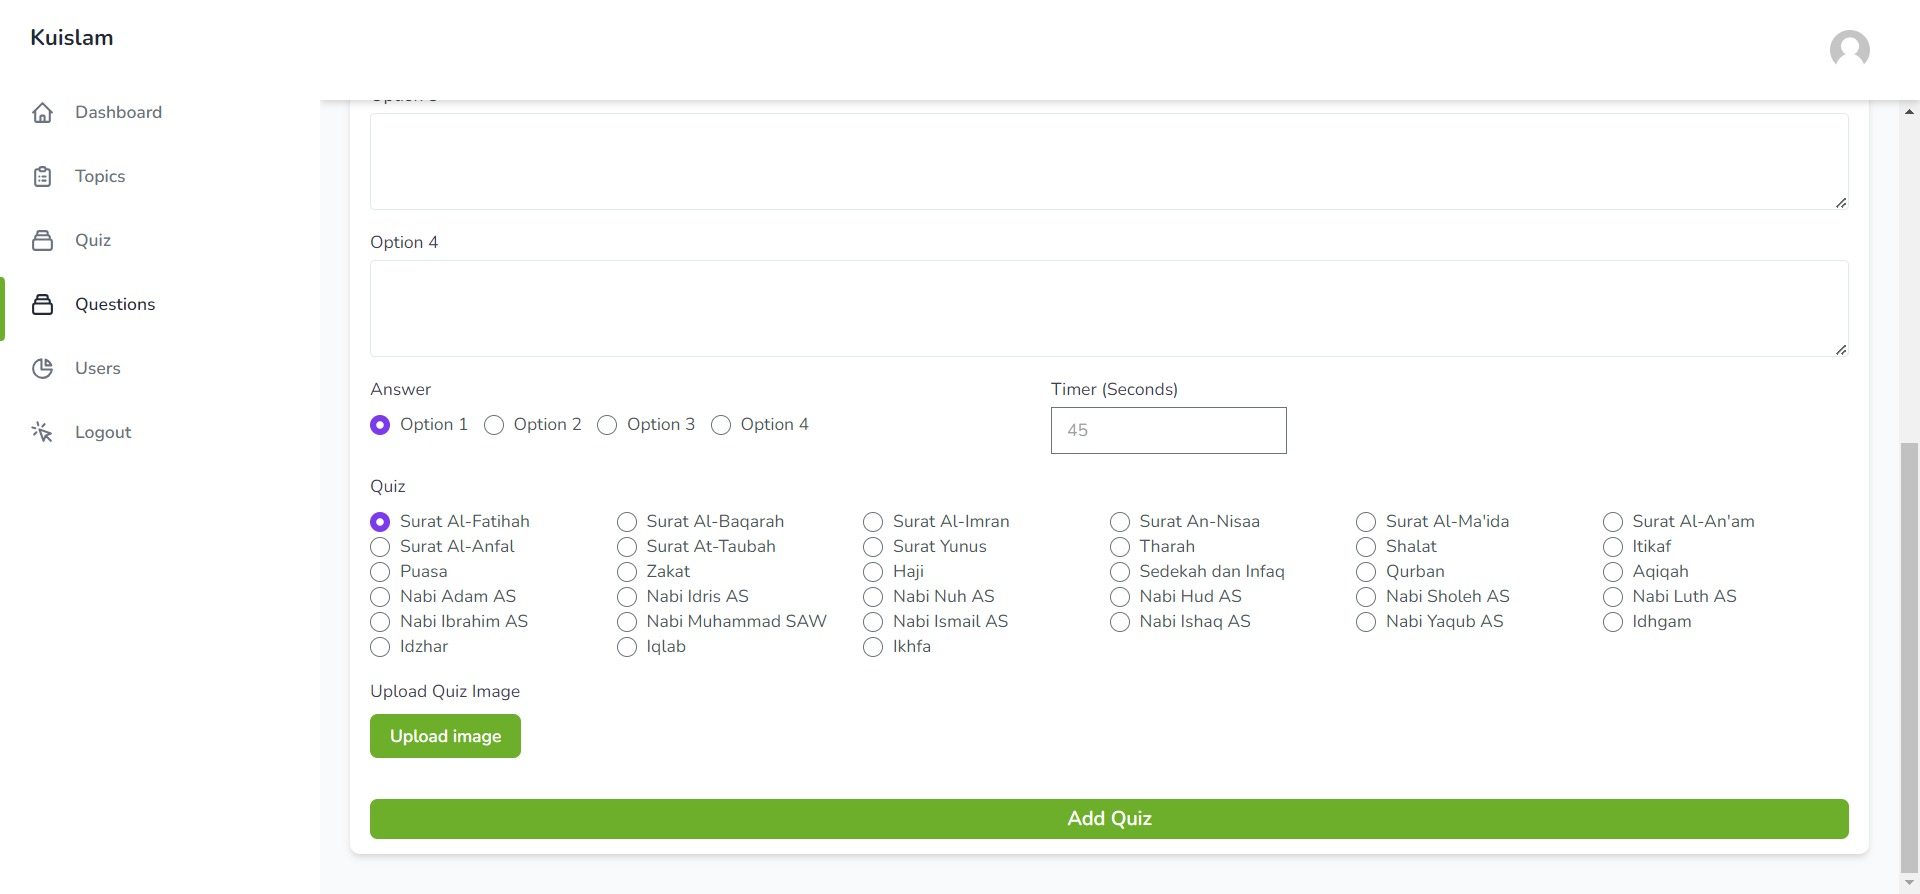 Kuislam
Dashboard
Topics
Quiz
Questions
Users
Logout
Option 4
Answer
Option 1 Option 2 Option 3 Option 4
Timer (Seconds)
45
Quiz
Surat Al-Fatihah Surat Al-Baqarah Surat Al-Imran Surat An-Nisaa Surat Al-Ma'ida Surat Al-An'am
Surat Al-Anfal Surat At-Taubah Surat Yunus Tharah Shalat Itikaf
Puasa Zakat Haji Sedekah dan Infaq Qurban Aqiqah
Nabi Adam AS Nabi Idris AS Nabi Nuh AS Nabi Hud AS Nabi Sholeh AS Nabi Luth AS
Nabi Ibrahim AS Nabi Muhammad SAW Nabi Ismail AS Nabi Ishaq AS Nabi Yaqub AS Idhgam
Idzhar Iqlab Ikhfa
Upload Quiz Image
Upload image
Add Quiz